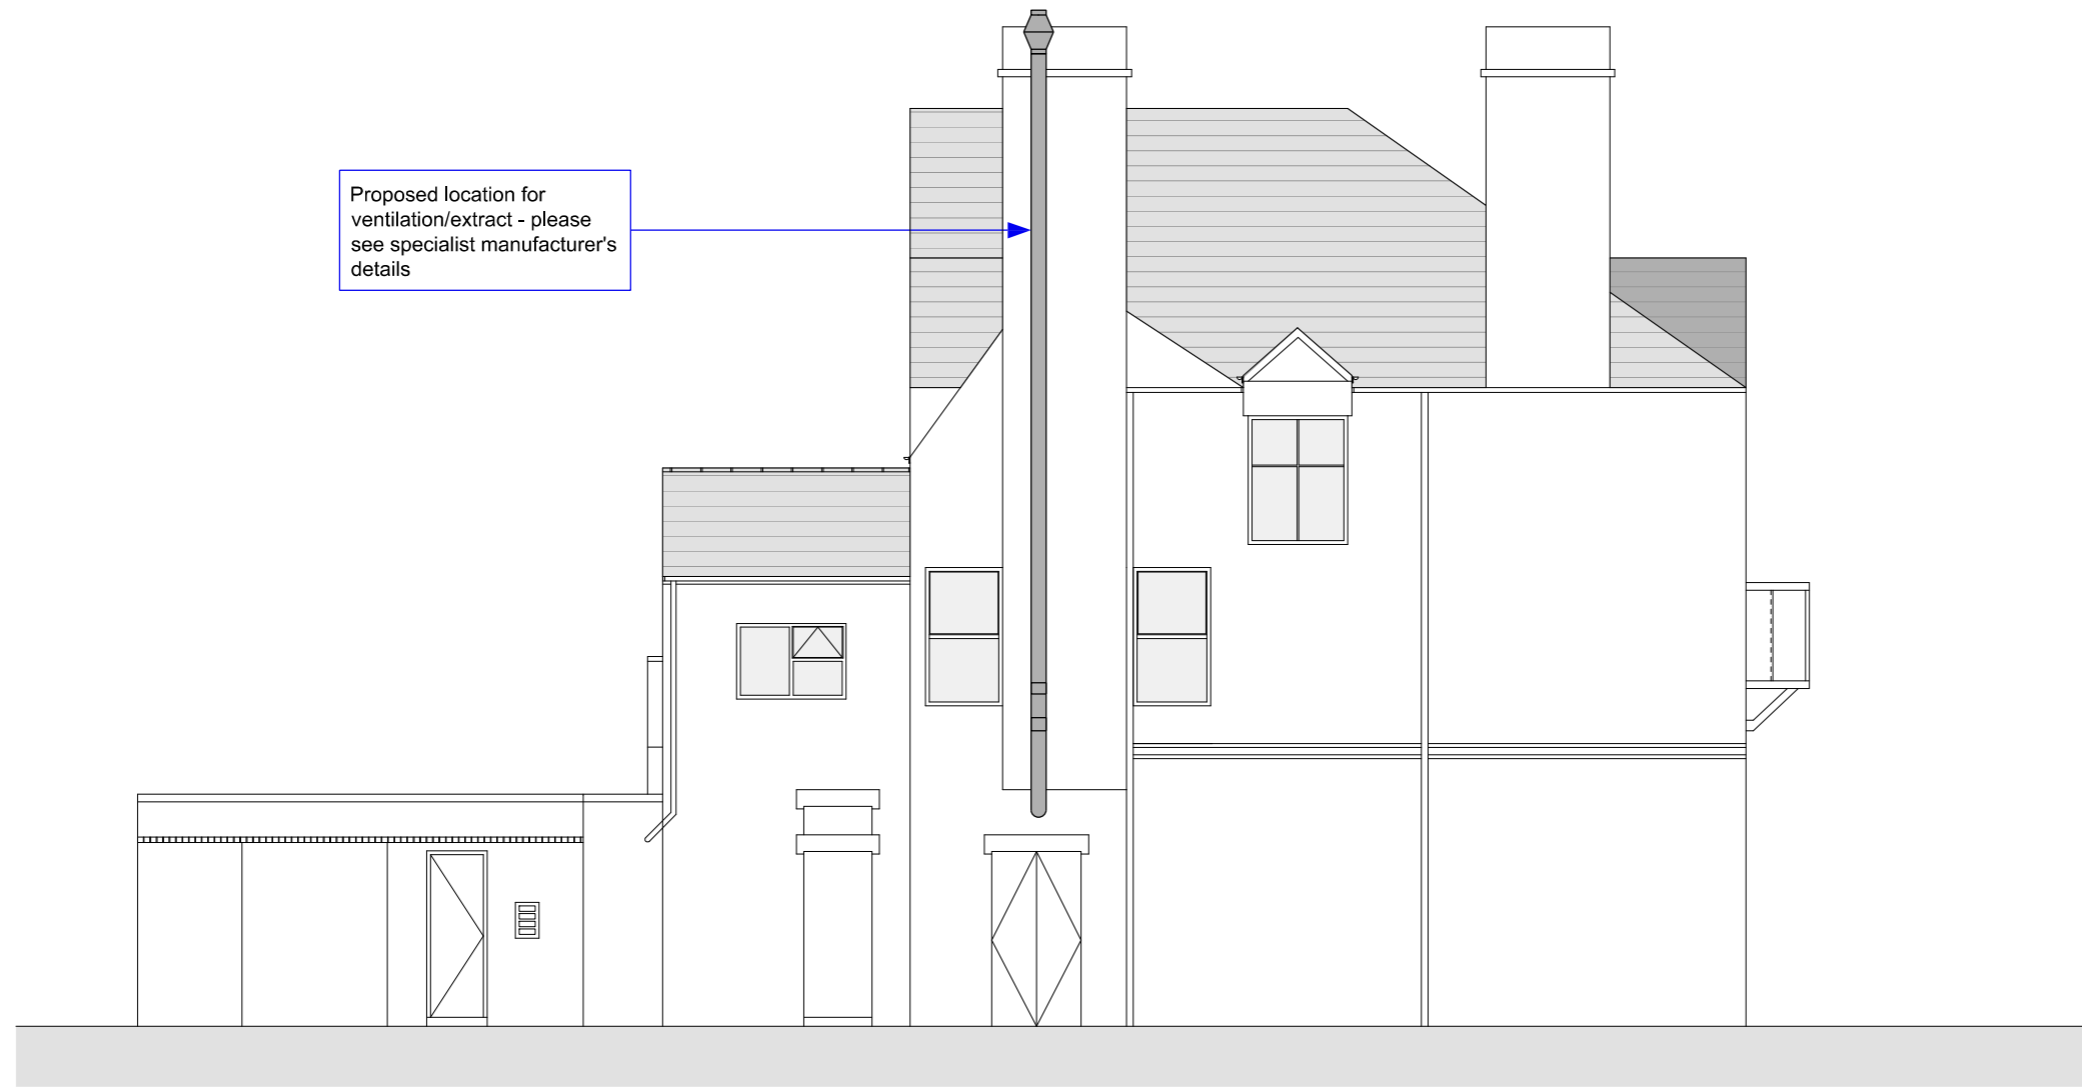 Proposed location for
ventilation/extract - please
see specialist manufacturer's
details